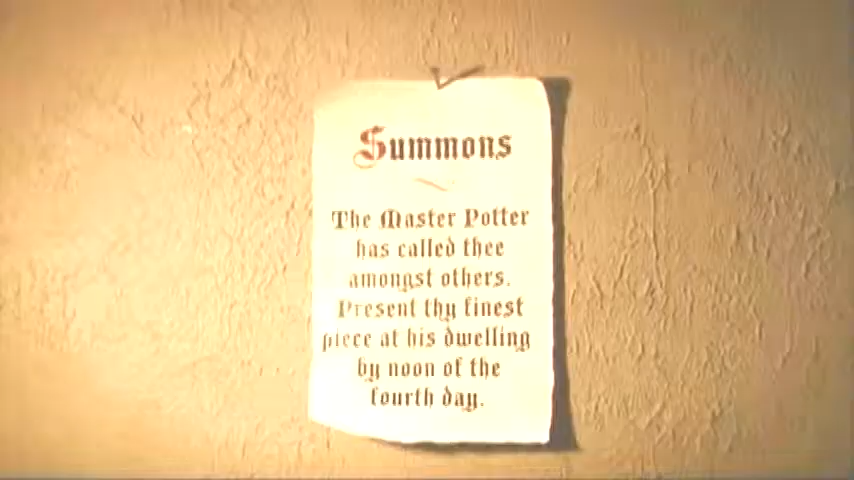 Summons
The Master Potter
has called thee
amongst others.
Present thy finest
piece at his dwelling
by noon of the
fourth day.